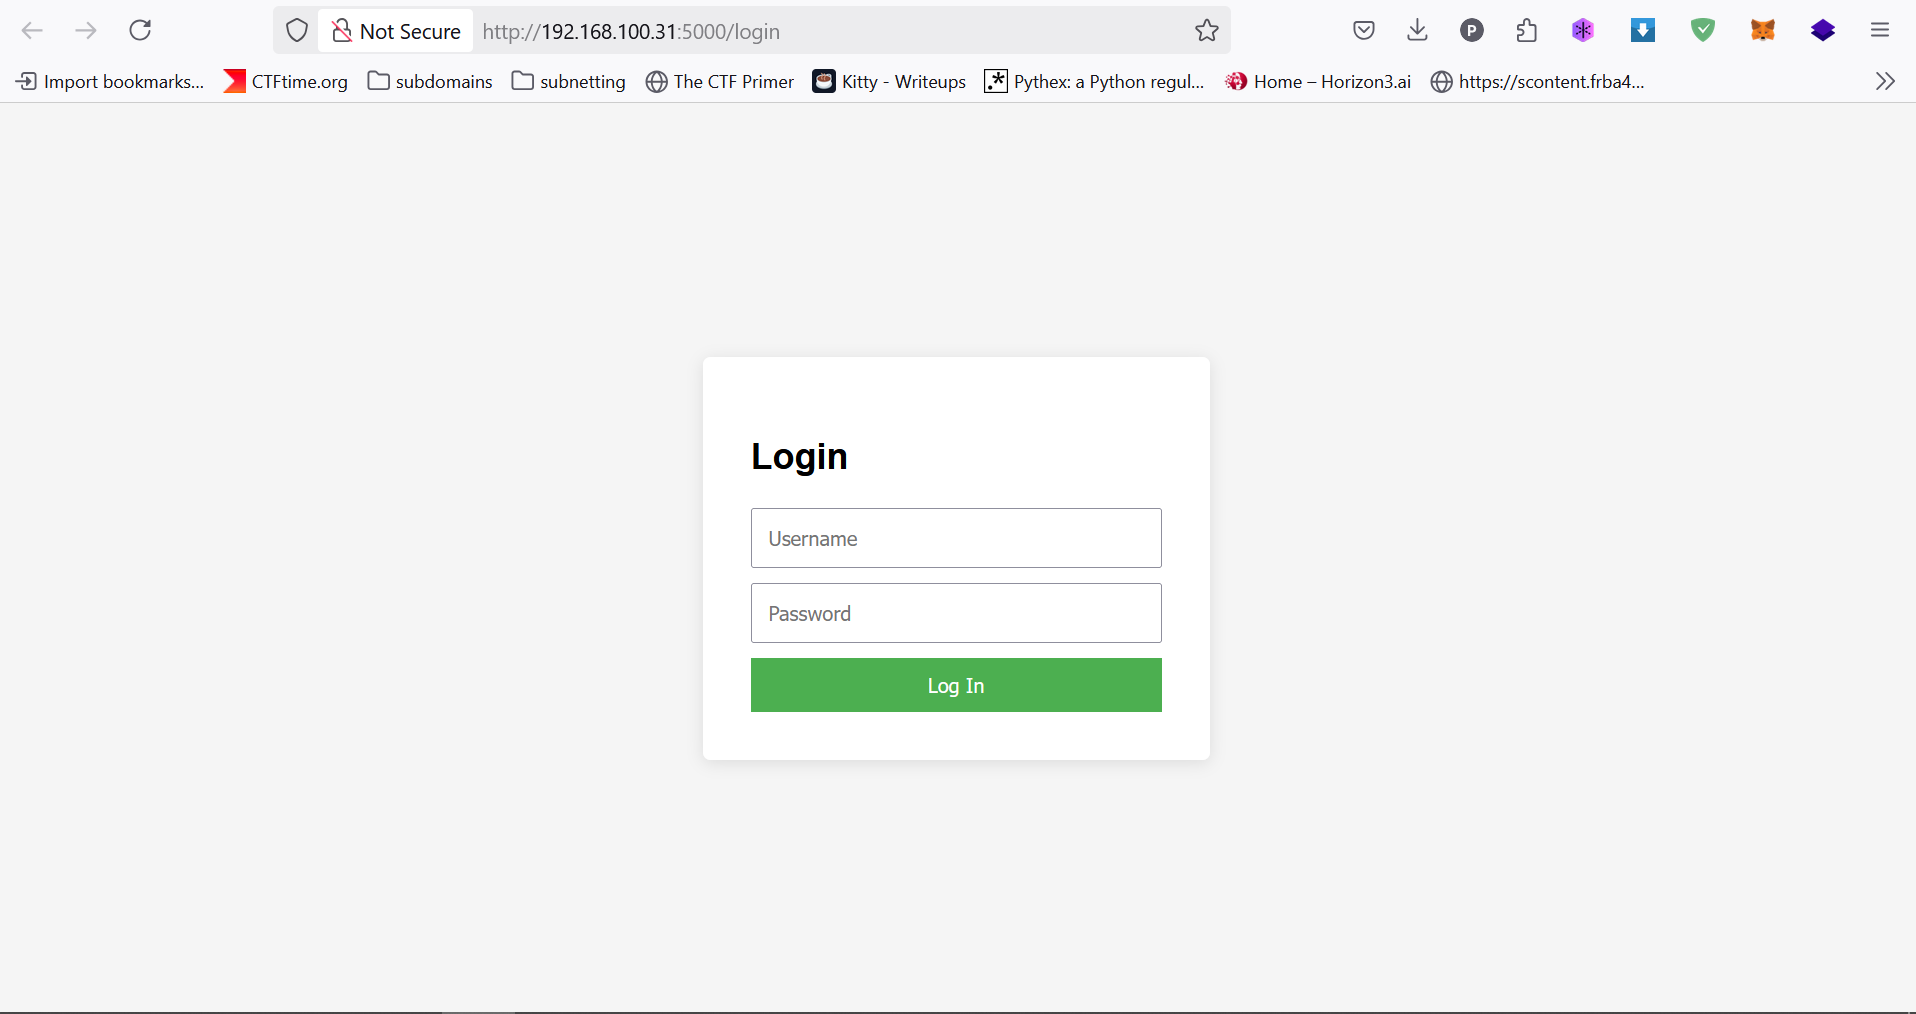 Not Secure http://192.168.100.31:5000/login P
Import bookmarks... CTFtime.org subdomains subnetting The CTF Primer Kitty - Writeups .* Pythex: a Python regul... Home – Horizon3.ai https://scontent.frba4...
Login
Username
Password
Log In